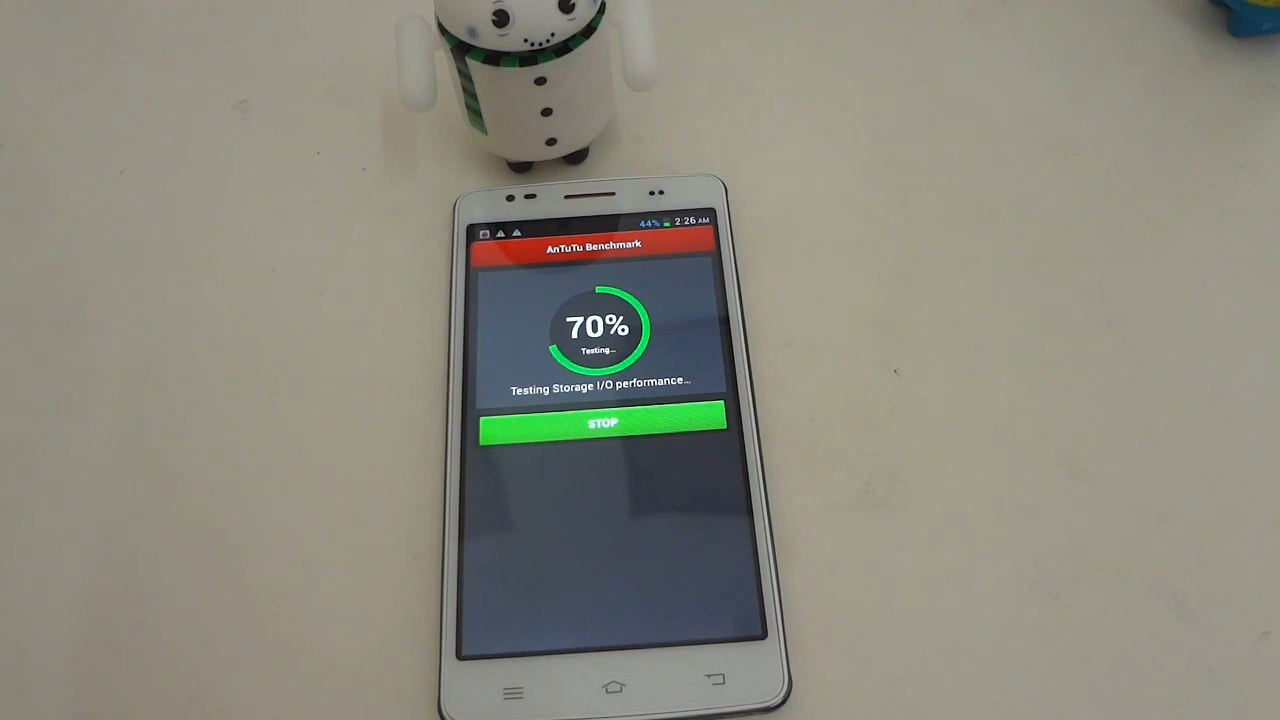 44% 2:26 AM
AnTuTu Benchmark
70%
Testing...
Testing Storage I/O performance...
STOP